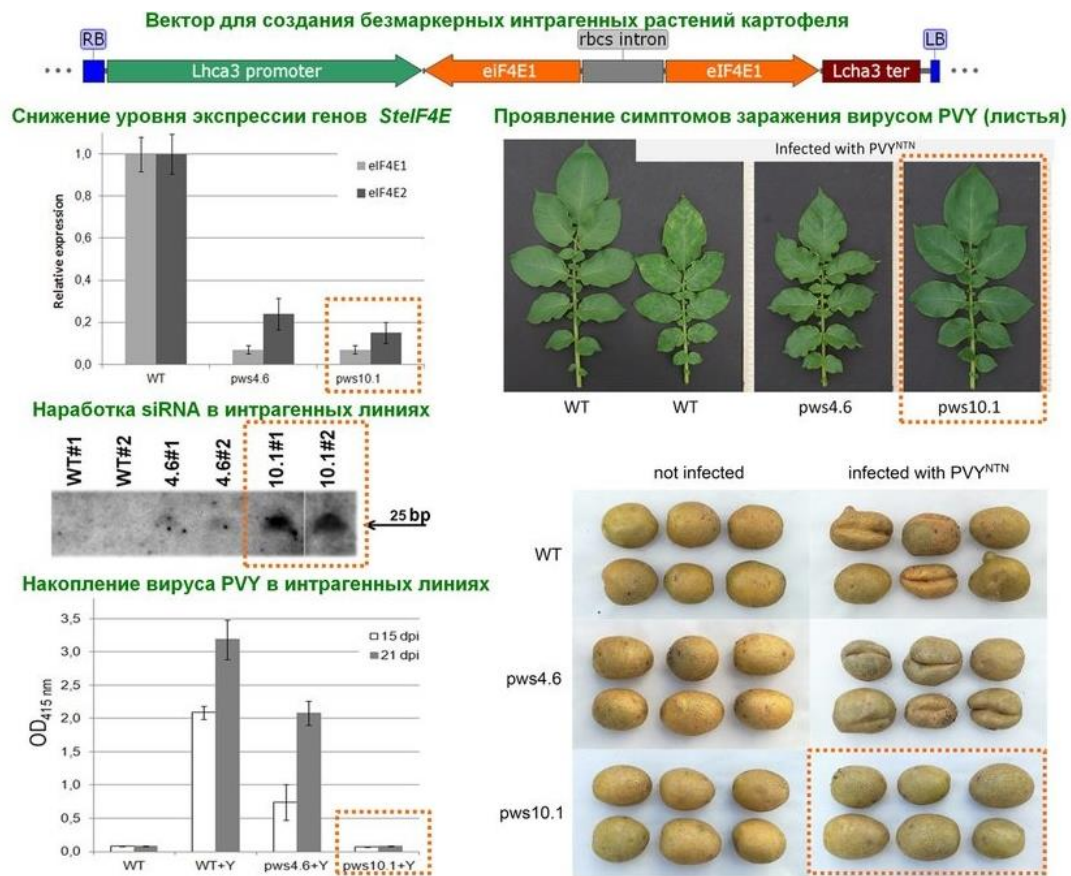 Вектор для создания безмаркерных интрагенных растений картофеля
RB
rbcs intron
LB
Lhca3 promoter
eiF4E1
eIF4E1
Lcha3 ter
Снижение уровня экспрессии генов SteIF4E
1,0
0,8
0,6
0,4
0,2
0,0
Relative expression
eIF4E1
eIF4E2
WT
pws4.6
pws10.1
Проявление симптомов заражения вирусом PVY (листья)
Infected with PVYNTN
WT
WT
pws4.6
pws10.1
Наработка siRNA в интрагенных линиях
WT#1
WT#2
4.6#1
4.6#2
10.1#1
10.1#2
25 bp
Накопление вируса PVY в интрагенных линиях
3,5
3,0
2,5
2,0
1,5
1,0
0,5
0,0
OD415 nm
15 dpi
21 dpi
WT
WT+Y
pws4.6+Y
pws10.1+Y
not infected
infected with PVYNTN
WT
pws4.6
pws10.1